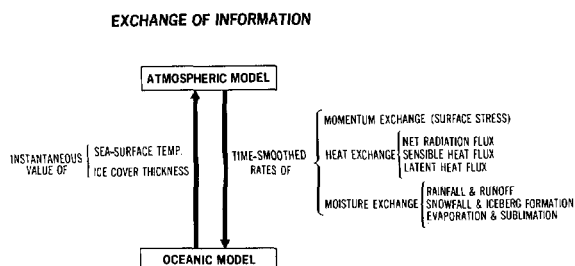 EXCHANGE OF INFORMATION
ATMOSPHERIC MODEL
INSTANTANEOUS
VALUE OF
SEA-SURFACE TEMP.
ICE COVER THICKNESS
TIME-SMOOTHED
RATES OF
MOMENTUM EXCHANGE (SURFACE STRESS)
HEAT EXCHANGE
NET RADIATION FLUX
SENSIBLE HEAT FLUX
LATENT HEAT FLUX
MOISTURE EXCHANGE
RAINFALL & RUNOFF
SNOWFALL & ICEBERG FORMATION
EVAPORATION & SUBLIMATION
OCEANIC MODEL